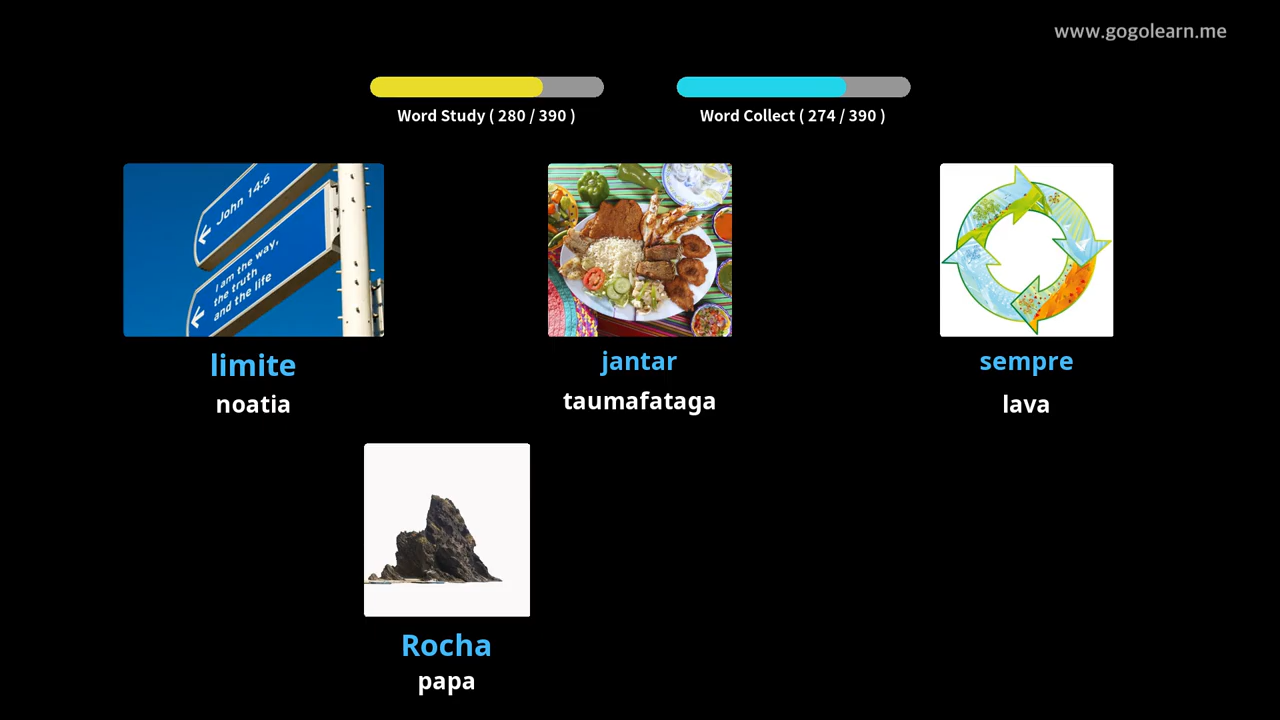 www.gogolearn.me
Word Study ( 280 / 390 )
Word Collect ( 274 / 390 )
John 14:6
I am the way,
the truth
and the life
limite
noatia
jantar
taumafataga
sempre
lava
Rocha
papa